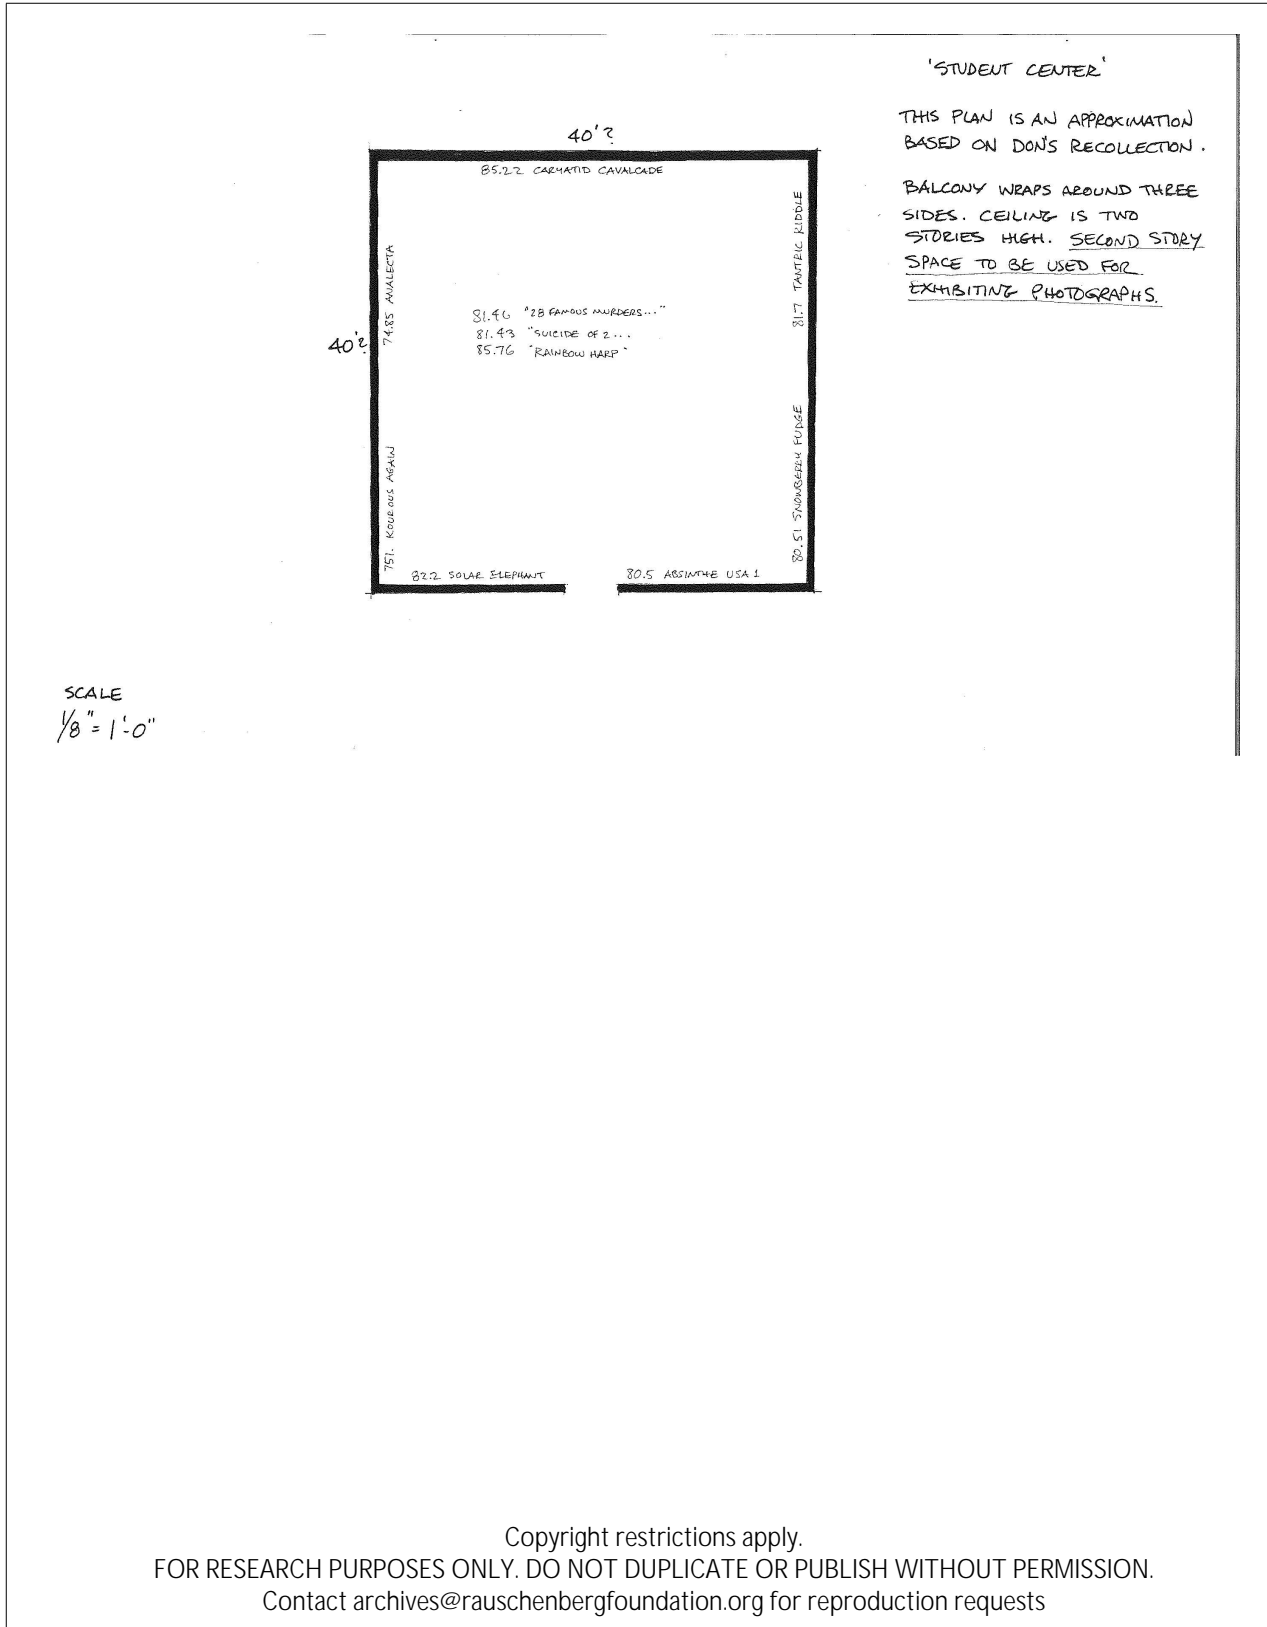 'STUDENT CENTER'
THIS PLAN IS AN APPROXIMATION
BASED ON DON'S RECOLLECTION.
BALCONY WRAPS AROUND THREE
SIDES. CEILING IS TWO
STORIES HIGH. SECOND STORY
SPACE TO BE USED FOR
EXHIBITING PHOTOGRAPHS.
40'?
85.22 CARYATID CAVALCADE
74.85 ANALECTA
81.7 TANTRIC RIDDLE
40'?
81.46 "28 FAMOUS MURDERS..."
81.43 "SUICIDE OF 2...
85.76 "RAINBOW HARP"
751. KOUROUS AGAIN
80.51 SNOWBERRY FUDGE
82.2 SOLAR ELEPHANT
80.5 ABSINTHE USA 1
SCALE
1/8" = 1'-0"
Copyright restrictions apply.
FOR RESEARCH PURPOSES ONLY. DO NOT DUPLICATE OR PUBLISH WITHOUT PERMISSION.
Contact archives@rauschenbergfoundation.org for reproduction requests